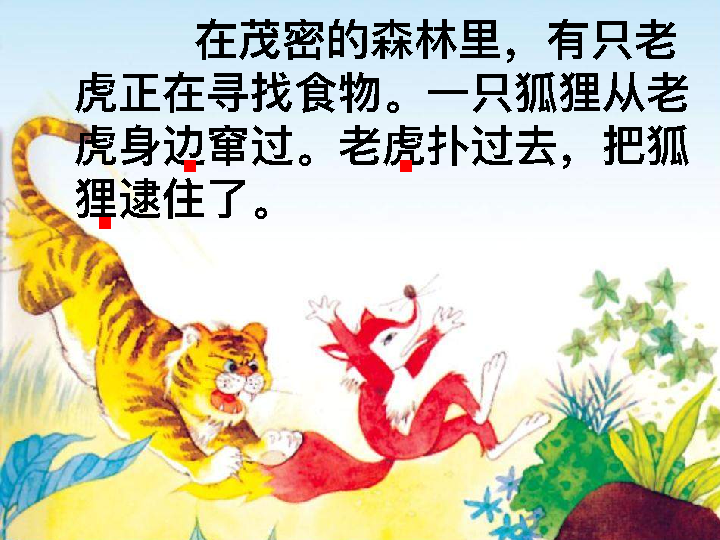 在茂密的森林里，有只老
虎正在寻找食物。一只狐狸从老
虎身边窜过。老虎扑过去，把狐
狸逮住了。